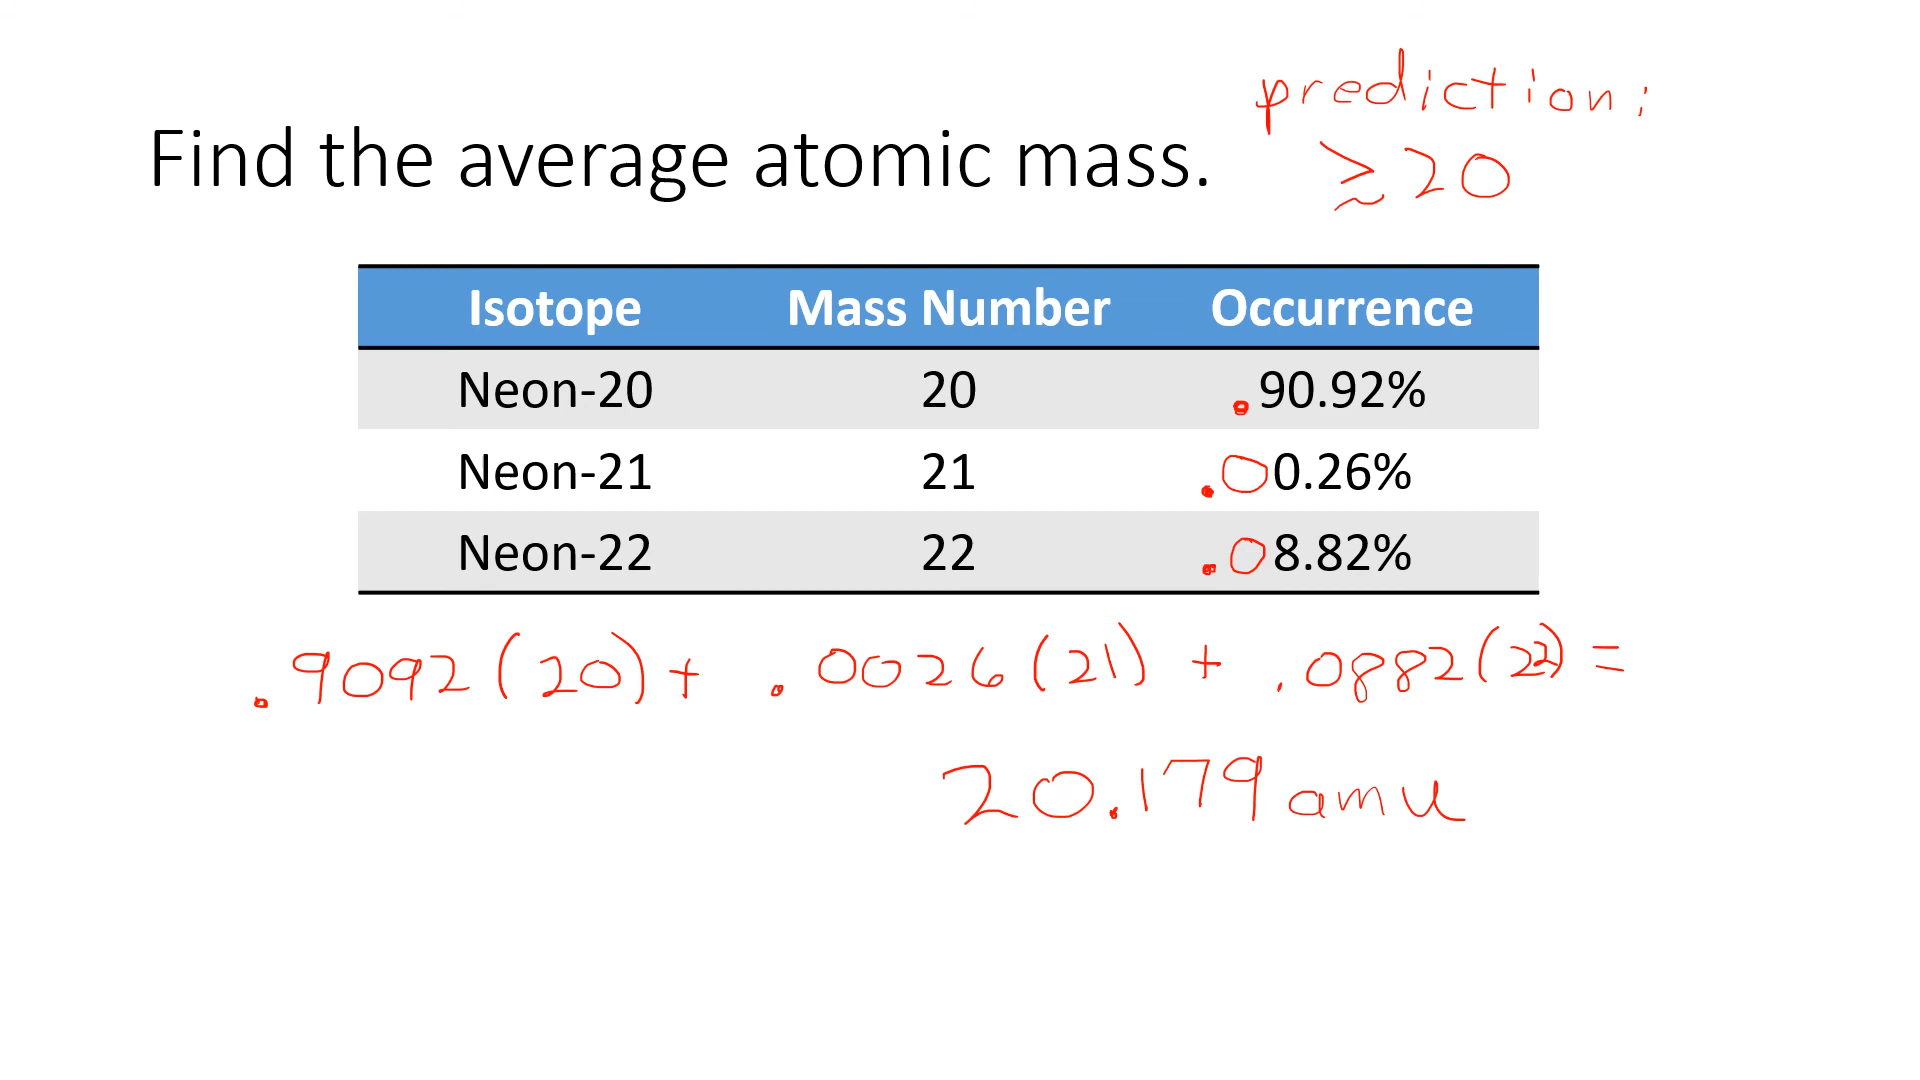 prediction:
Find the average atomic mass.
≳ 20
Isotope Mass Number Occurrence
Neon-20 20 .90.92%
Neon-21 21 .00.26%
Neon-22 22 .08.82%
.9092(20) + .0026(21) + .0882(22) =
20.179 amu